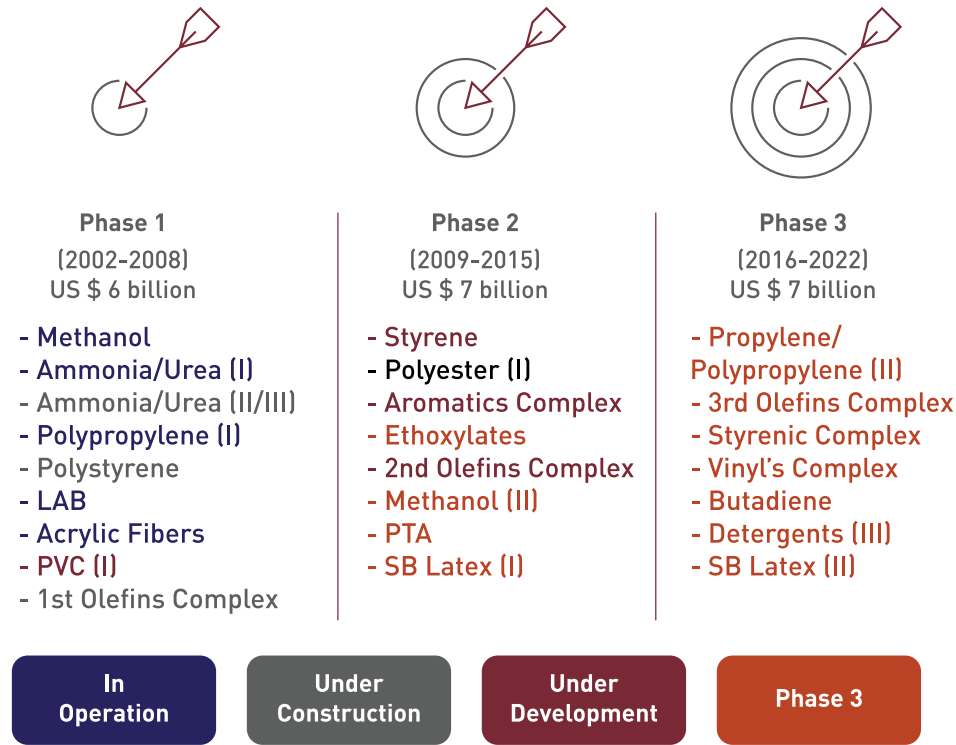 Phase 1
(2002-2008)
US $ 6 billion
- Methanol
- Ammonia/Urea (I)
- Ammonia/Urea (II/III)
- Polypropylene (I)
- Polystyrene
- LAB
- Acrylic Fibers
- PVC (I)
- 1st Olefins Complex
Phase 2
(2009-2015)
US $ 7 billion
- Styrene
- Polyester (I)
- Aromatics Complex
- Ethoxylates
- 2nd Olefins Complex
- Methanol (II)
- PTA
- SB Latex (I)
Phase 3
(2016-2022)
US $ 7 billion
- Propylene/
Polypropylene (II)
- 3rd Olefins Complex
- Styrenic Complex
- Vinyl's Complex
- Butadiene
- Detergents (III)
- SB Latex (II)
In
Operation
Under
Construction
Under
Development
Phase 3